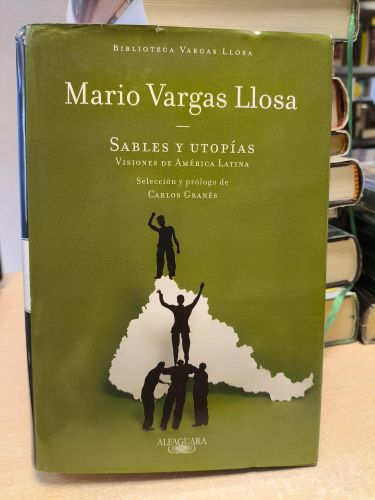 BIBLIOTECA VARGAS LLOSA
Mario Vargas Llosa
SABLES Y UTOPÍAS
VISIONES DE AMÉRICA LATINA
Selección y prólogo de
CARLOS GRANÉS
ALFAGUARA